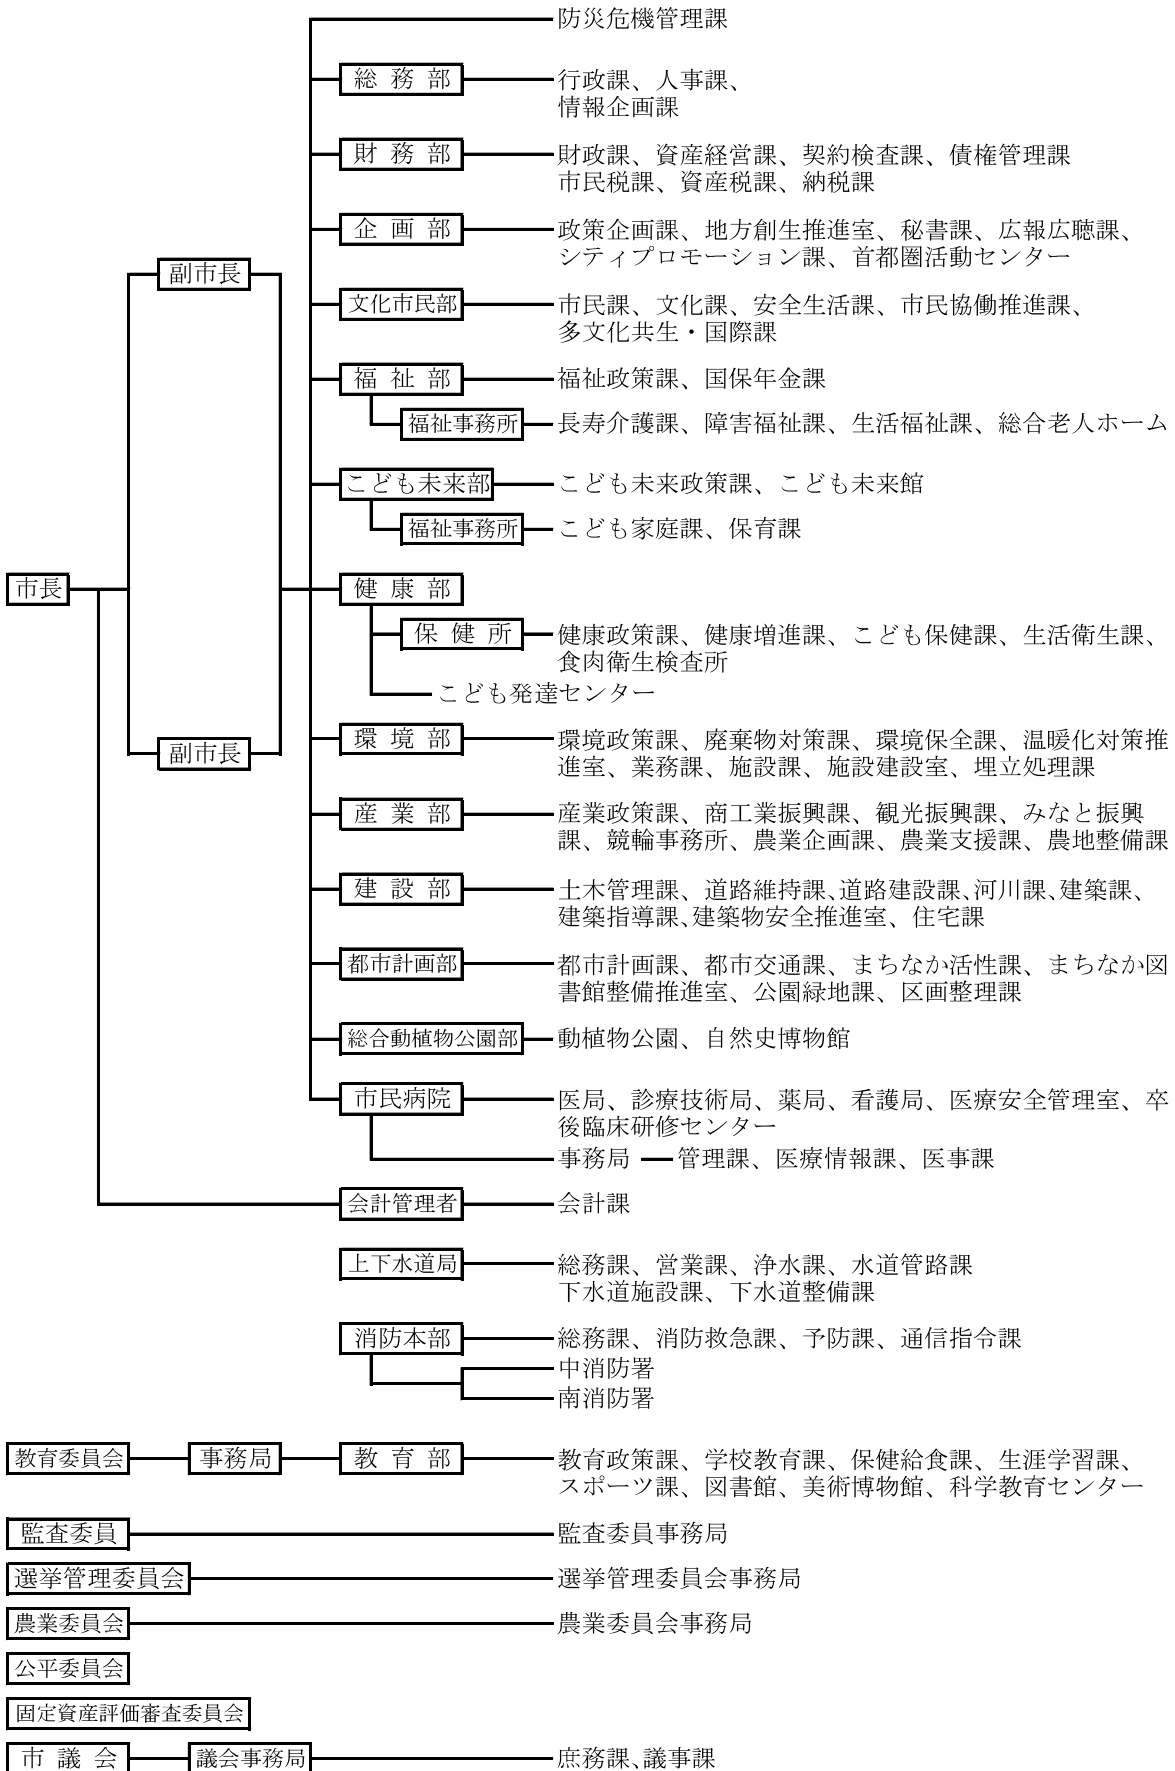 防災危機管理課
総務部 行政課、人事課、
情報企画課
財務部 財政課、資産経営課、契約検査課、債権管理課
市民税課、資産税課、納税課
企画部 政策企画課、地方創生推進室、秘書課、広報広聴課、
シティプロモーション課、首都圏活動センター
副市長
文化市民部 市民課、文化課、安全生活課、市民協働推進課、
多文化共生・国際課
福祉部 福祉政策課、国保年金課
福祉事務所 長寿介護課、障害福祉課、生活福祉課、総合老人ホーム
こども未来部 こども未来政策課、こども未来館
福祉事務所 こども家庭課、保育課
市長 健康部
保健所 健康政策課、健康増進課、こども保健課、生活衛生課、
食肉衛生検査所
こども発達センター
副市長
環境部 環境政策課、廃棄物対策課、環境保全課、温暖化対策推
進室、業務課、施設課、施設建設室、埋立処理課
産業部 産業政策課、商工業振興課、観光振興課、みなと振興
課、競輪事務所、農業企画課、農業支援課、農地整備課
建設部 土木管理課、道路維持課、道路建設課、河川課、建築課、
建築指導課、建築物安全推進室、住宅課
都市計画部 都市計画課、都市交通課、まちなか活性課、まちなか図
書館整備推進室、公園緑地課、区画整理課
総合動植物公園部 動植物公園、自然史博物館
市民病院 医局、診療技術局、薬局、看護局、医療安全管理室、卒
後臨床研修センター
事務局 管理課、医療情報課、医事課
会計管理者 会計課
上下水道局 総務課、営業課、浄水課、水道管路課
下水道施設課、下水道整備課
消防本部 総務課、消防救急課、予防課、通信指令課
中消防署
南消防署
教育委員会 事務局 教育部 教育政策課、学校教育課、保健給食課、生涯学習課、
スポーツ課、図書館、美術博物館、科学教育センター
監査委員 監査委員事務局
選挙管理委員会 選挙管理委員会事務局
農業委員会 農業委員会事務局
公平委員会
固定資産評価審査委員会
市議会 議会事務局 庶務課、議事課